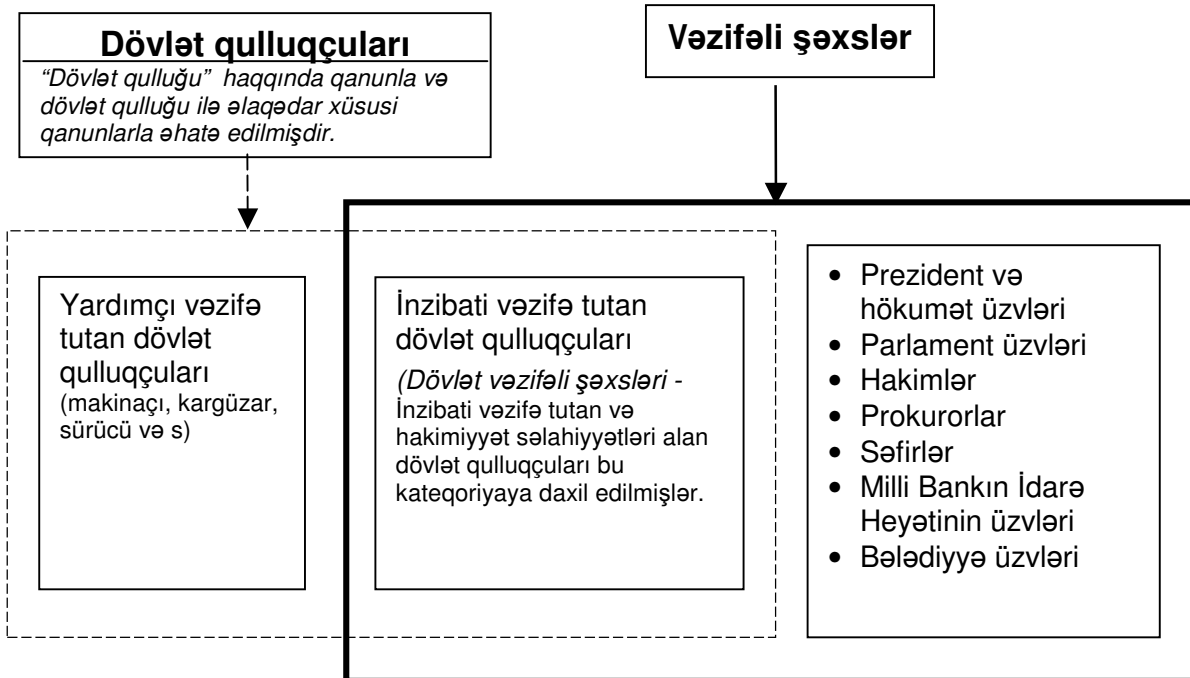 Dövlət qulluqçuları
“Dövlət qulluğu” haqqında qanunla və
dövlət qulluğu ilə əlaqədar xüsusi
qanunlarla əhatə edilmişdir.
Vəzifəli şəxslər
Yardımçı vəzifə
tutan dövlət
qulluqçuları
(makinaçı, kargüzar,
sürücü və s)
İnzibati vəzifə tutan
dövlət qulluqçuları
(Dövlət vəzifəli şəxsləri -
İnzibati vəzifə tutan və
hakimiyyət səlahiyyətləri alan
dövlət qulluqçuları bu
kateqoriyaya daxil edilmişlər.
• Prezident və
hökumət üzvləri
• Parlament üzvləri
• Hakimlər
• Prokurorlar
• Səfirlər
• Milli Bankın İdarə
Heyətinin üzvləri
• Bələdiyyə üzvləri